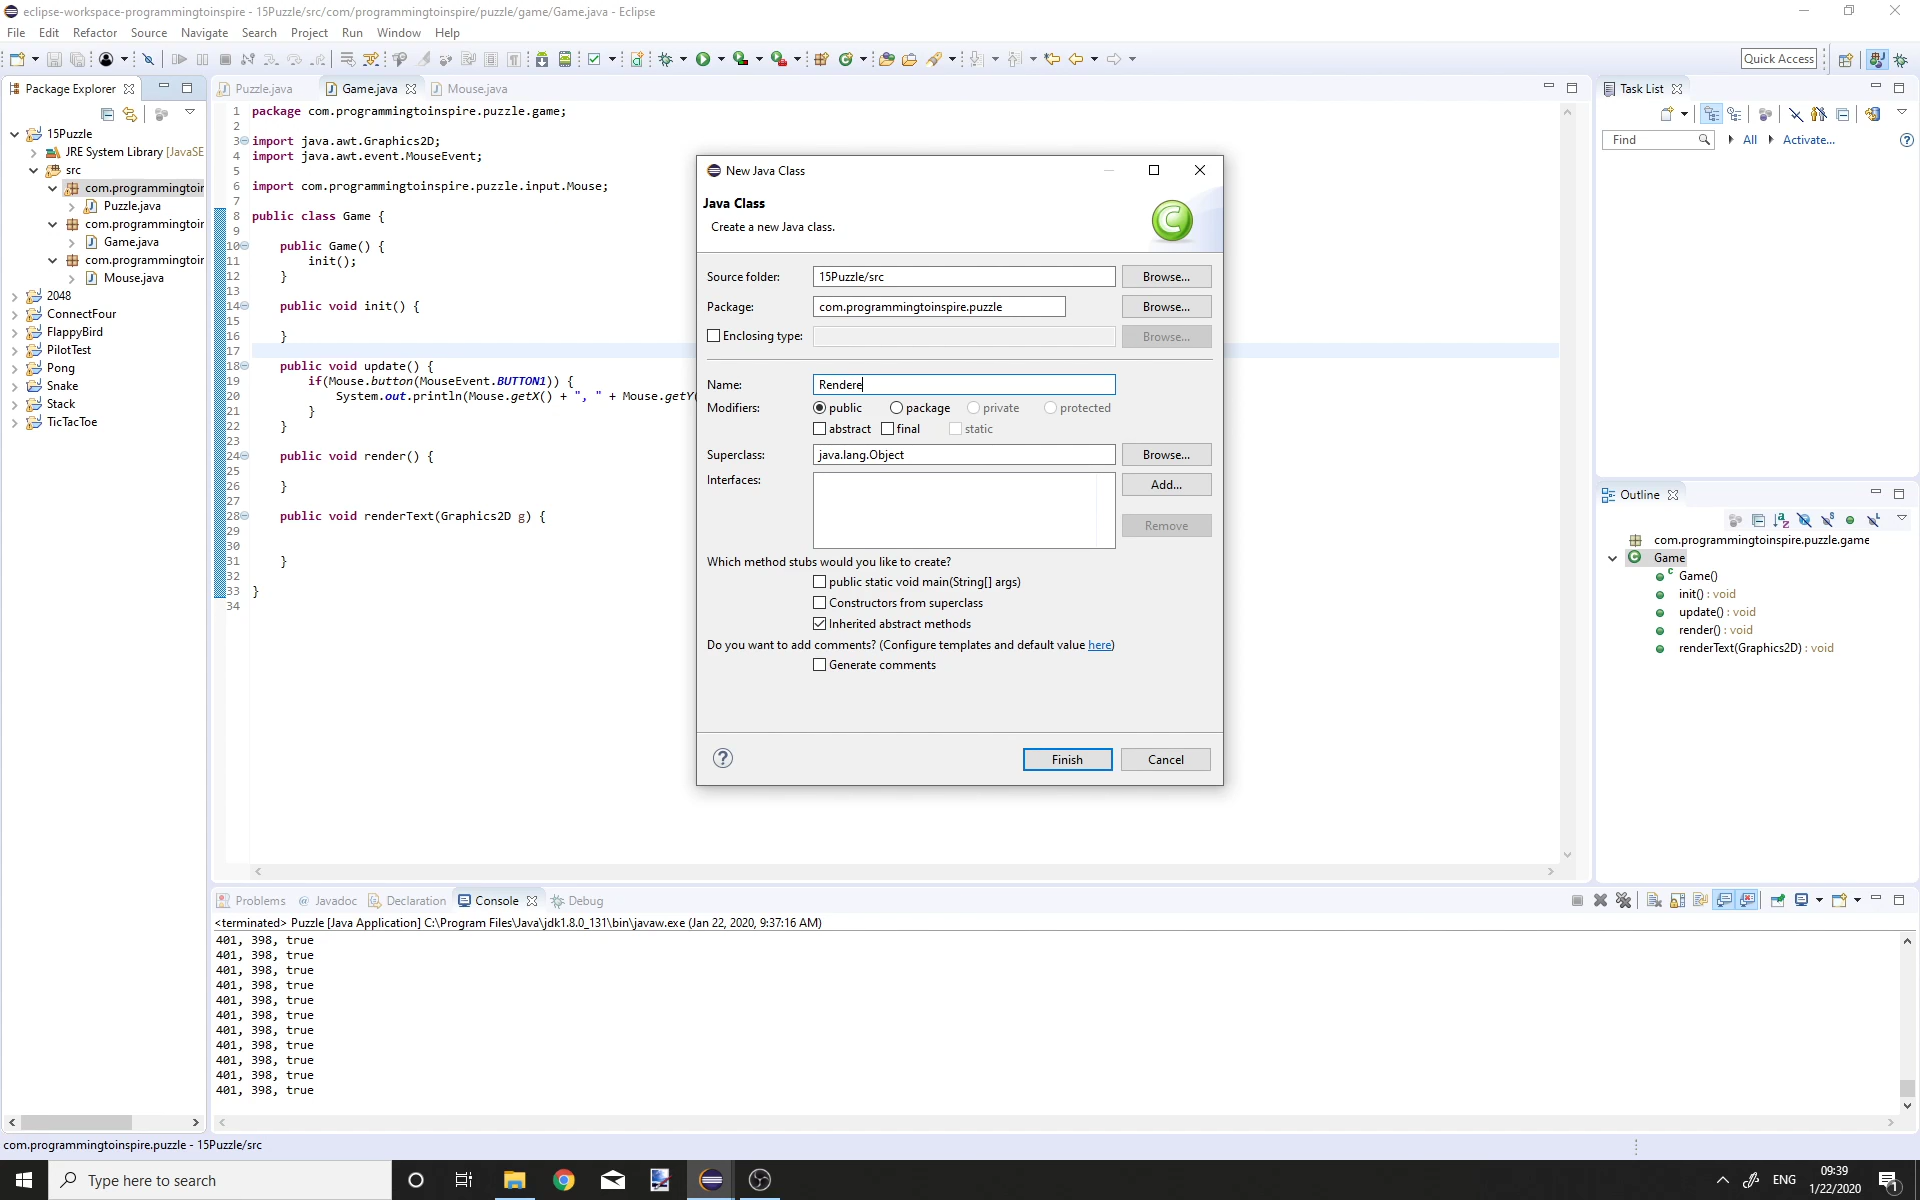 eclipse-workspace-programmingtoinspire - 15Puzzle/src/com/programmingtoinspire/puzzle/game/Game.java - Eclipse
File Edit Refactor Source Navigate Search Project Run Window Help
Quick Access
Package Explorer
15Puzzle
JRE System Library [JavaSE
src
com.programmingtoir
Puzzle.java
com.programmingtoir
Game.java
com.programmingtoir
Mouse.java
2048
ConnectFour
FlappyBird
PilotTest
Pong
Snake
Stack
TicTacToe
Puzzle.java Game.java Mouse.java
1 package com.programmingtoinspire.puzzle.game;
2
3 import java.awt.Graphics2D;
4 import java.awt.event.MouseEvent;
5
6 import com.programmingtoinspire.puzzle.input.Mouse;
7
8 public class Game {
9
10 public Game() {
11 init();
12 }
13
14 public void init() {
15
16 }
17
18 public void update() {
19 if(Mouse.button(MouseEvent.BUTTON1)) {
20 System.out.println(Mouse.getX() + ", " + Mouse.getY(
21 }
22 }
23
24 public void render() {
25
26 }
27
28 public void renderText(Graphics2D g) {
29
30
31 }
32
33 }
34
New Java Class
Java Class
Create a new Java class.
Source folder: 15Puzzle/src Browse...
Package: com.programmingtoinspire.puzzle Browse...
Enclosing type: Browse...
Name: Rendere
Modifiers: public package private protected
abstract final static
Superclass: java.lang.Object Browse...
Interfaces: Add...
Remove
Which method stubs would you like to create?
public static void main(String[] args)
Constructors from superclass
Inherited abstract methods
Do you want to add comments? (Configure templates and default value here)
Generate comments
Finish Cancel
Task List
Find All Activate...
Outline
com.programmingtoinspire.puzzle.game
Game
Game()
init() : void
update() : void
render() : void
renderText(Graphics2D) : void
Problems Javadoc Declaration Console Debug
<terminated> Puzzle [Java Application] C:\Program Files\Java\jdk1.8.0_131\bin\javaw.exe (Jan 22, 2020, 9:37:16 AM)
401, 398, true
401, 398, true
401, 398, true
401, 398, true
401, 398, true
401, 398, true
401, 398, true
401, 398, true
401, 398, true
401, 398, true
401, 398, true
com.programmingtoinspire.puzzle - 15Puzzle/src
Type here to search
ENG
09:39
1/22/2020
1